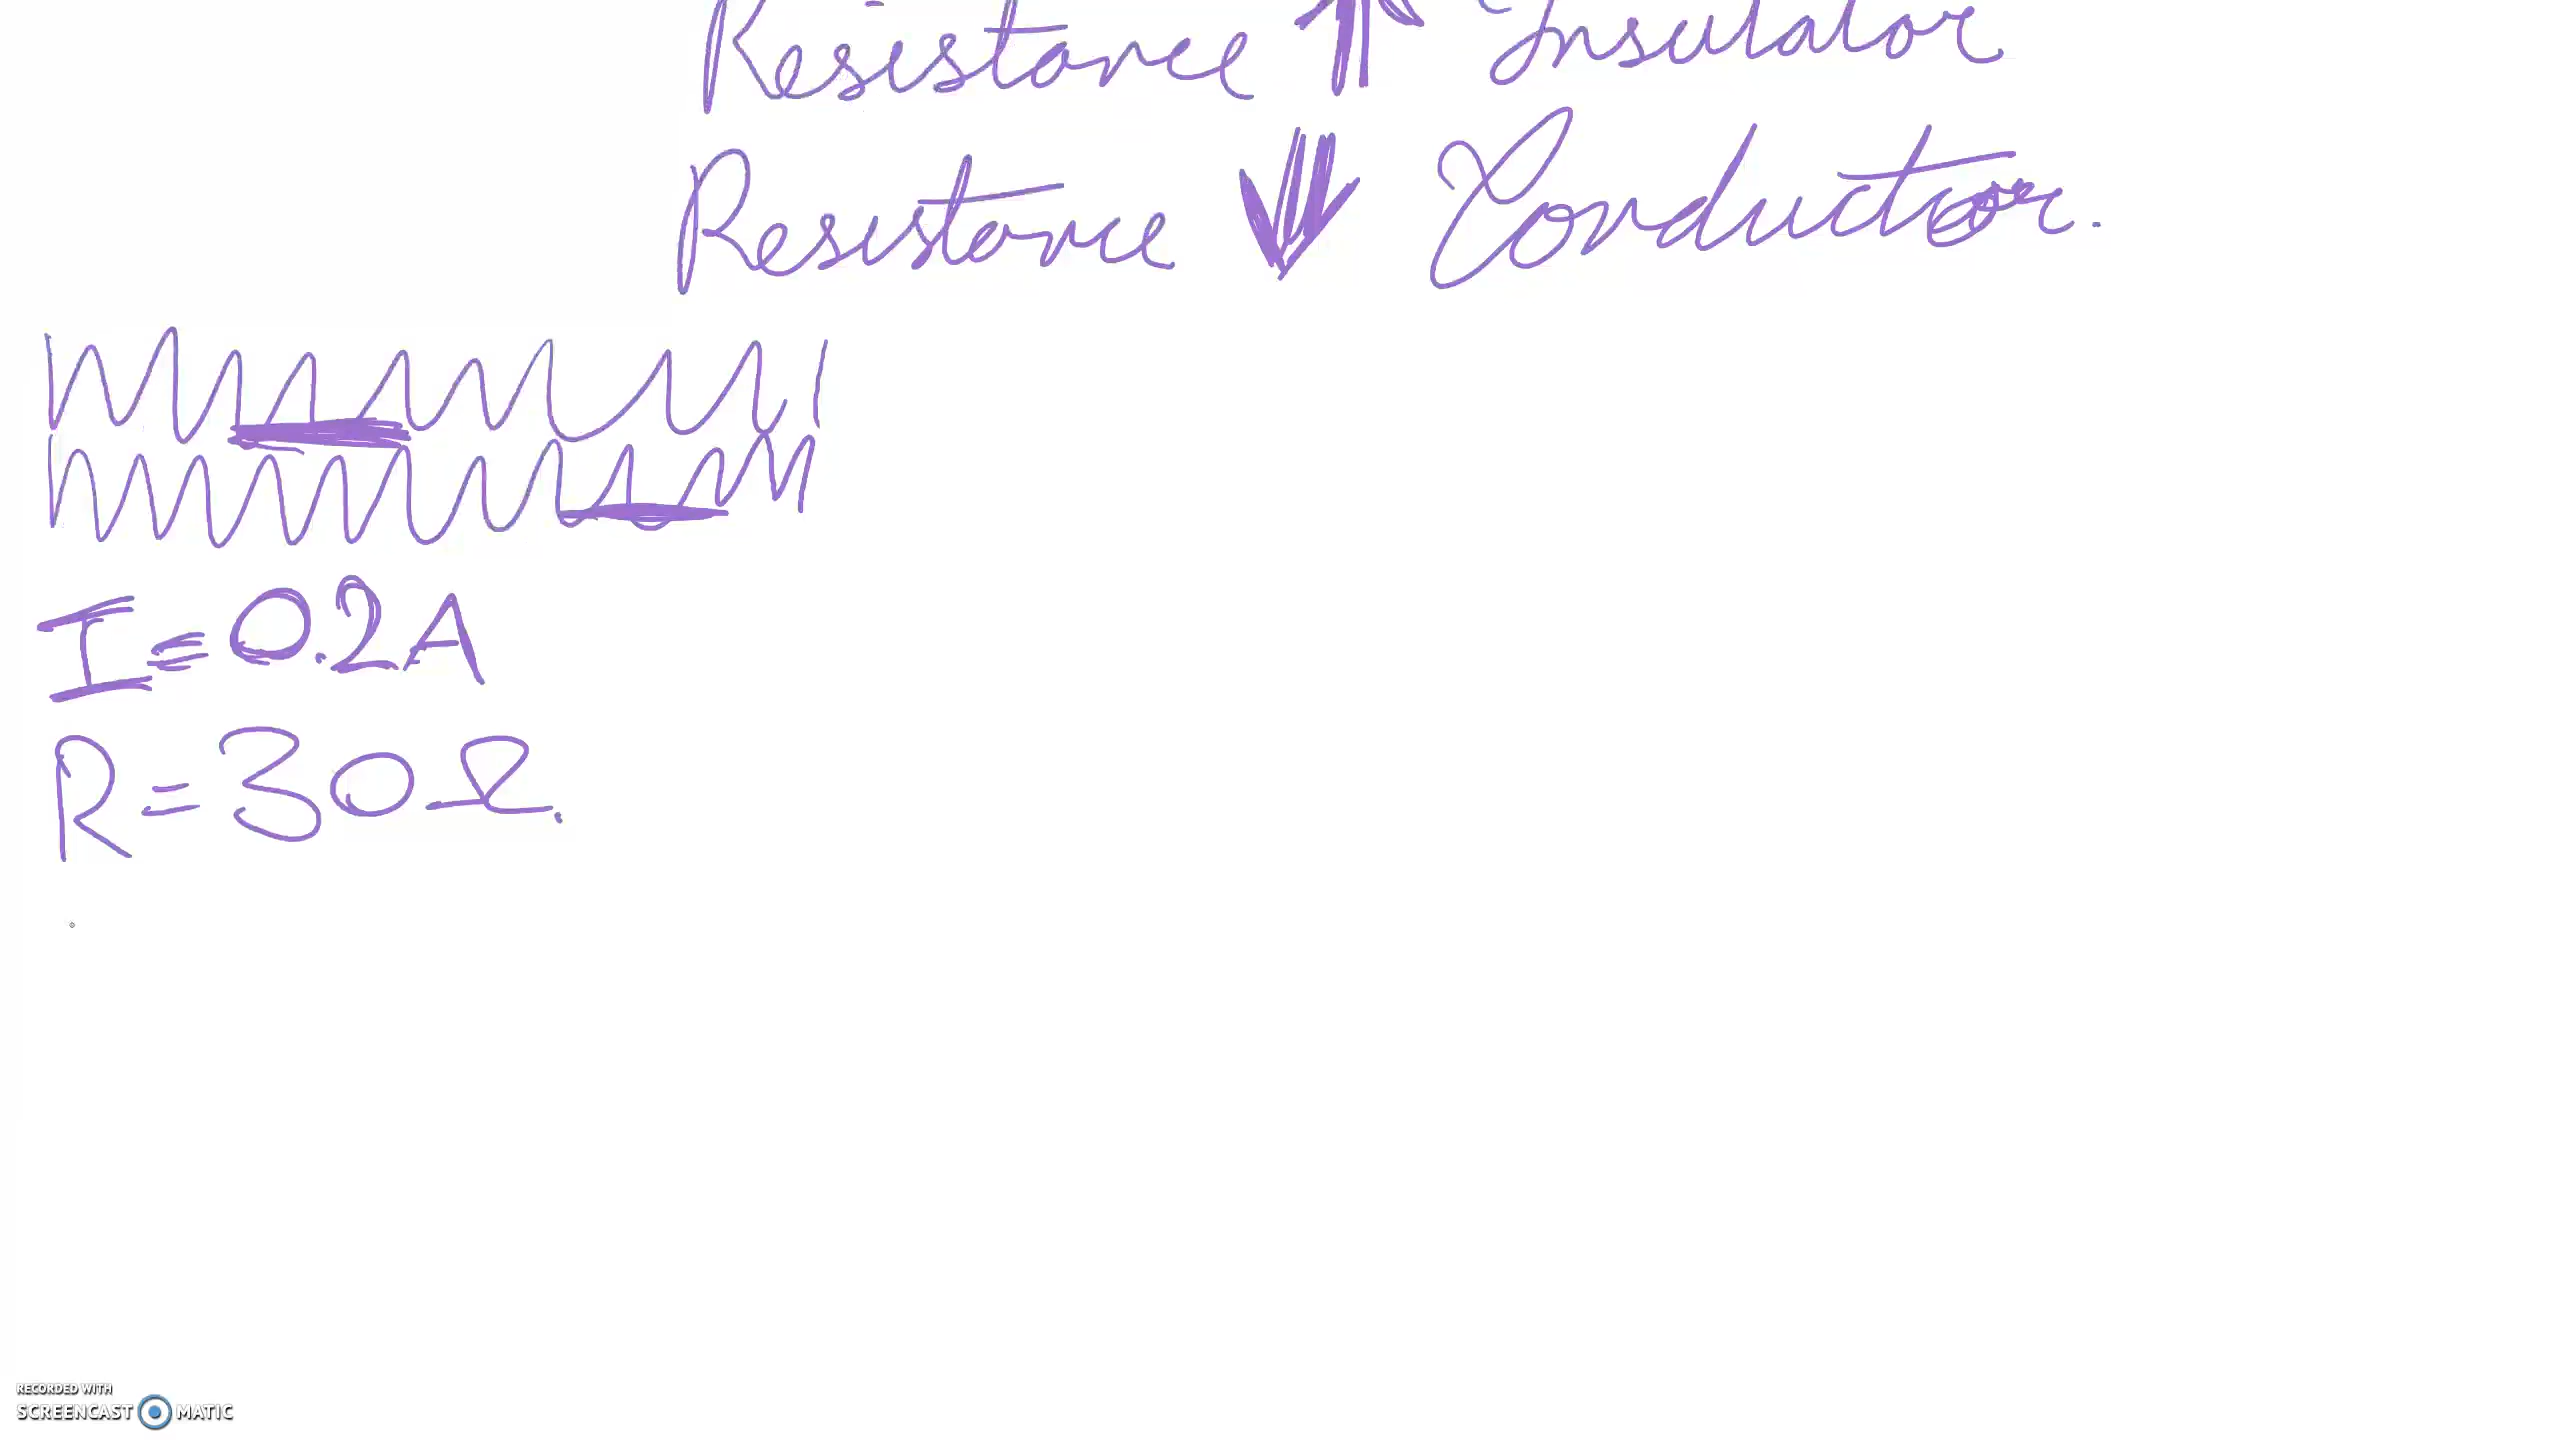 Resistance ↑ Insulator
Resistance ↓ Conductor.
I = 0.2A
R = 30Ω.
RECORDED WITH
SCREENCAST MATIC